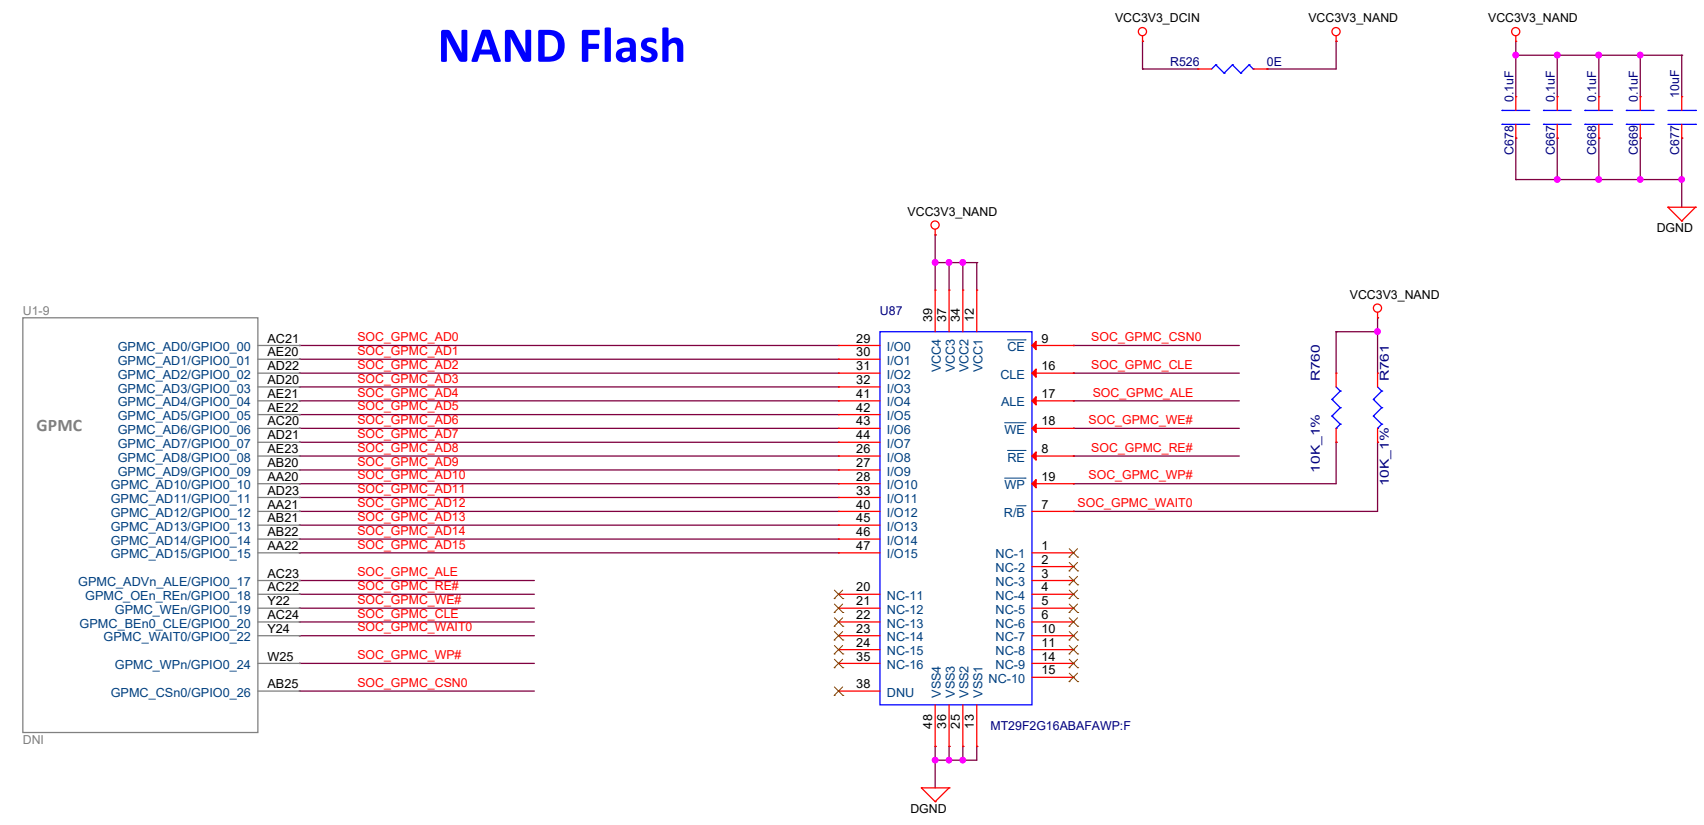 NAND Flash
VCC3V3_DCIN
VCC3V3_NAND
R526
0E
VCC3V3_NAND
0.1uF
0.1uF
0.1uF
0.1uF
10uF
C678
C667
C668
C669
C677
DGND
U1-9
GPMC
GPMC_AD0/GPIO0_00 AC21 SOC_GPMC_AD0
GPMC_AD1/GPIO0_01 AE20 SOC_GPMC_AD1
GPMC_AD2/GPIO0_02 AD22 SOC_GPMC_AD2
GPMC_AD3/GPIO0_03 AD20 SOC_GPMC_AD3
GPMC_AD4/GPIO0_04 AE21 SOC_GPMC_AD4
GPMC_AD5/GPIO0_05 AE22 SOC_GPMC_AD5
GPMC_AD6/GPIO0_06 AC20 SOC_GPMC_AD6
GPMC_AD7/GPIO0_07 AD21 SOC_GPMC_AD7
GPMC_AD8/GPIO0_08 AE23 SOC_GPMC_AD8
GPMC_AD9/GPIO0_09 AB20 SOC_GPMC_AD9
GPMC_AD10/GPIO0_10 AA20 SOC_GPMC_AD10
GPMC_AD11/GPIO0_11 AD23 SOC_GPMC_AD11
GPMC_AD12/GPIO0_12 AA21 SOC_GPMC_AD12
GPMC_AD13/GPIO0_13 AB21 SOC_GPMC_AD13
GPMC_AD14/GPIO0_14 AB22 SOC_GPMC_AD14
GPMC_AD15/GPIO0_15 AA22 SOC_GPMC_AD15
GPMC_ADVn_ALE/GPIO0_17 AC23 SOC_GPMC_ALE
GPMC_OEn_REn/GPIO0_18 AC22 SOC_GPMC_RE#
GPMC_WEn/GPIO0_19 Y22 SOC_GPMC_WE#
GPMC_BEn0_CLE/GPIO0_20 AC24 SOC_GPMC_CLE
GPMC_WAIT0/GPIO0_22 Y24 SOC_GPMC_WAIT0
GPMC_WPn/GPIO0_24 W25 SOC_GPMC_WP#
GPMC_CSn0/GPIO0_26 AB25 SOC_GPMC_CSN0
DNI
VCC3V3_NAND
U87
39 37 34 12
VCC4 VCC3 VCC2 VCC1
29 I/O0
30 I/O1
31 I/O2
32 I/O3
41 I/O4
42 I/O5
43 I/O6
44 I/O7
26 I/O8
27 I/O9
28 I/O10
33 I/O11
40 I/O12
45 I/O13
46 I/O14
47 I/O15
20 NC-11
21 NC-12
22 NC-13
23 NC-14
24 NC-15
35 NC-16
38 DNU
CE 9 SOC_GPMC_CSN0
CLE 16 SOC_GPMC_CLE
ALE 17 SOC_GPMC_ALE
WE 18 SOC_GPMC_WE#
RE 8 SOC_GPMC_RE#
WP 19 SOC_GPMC_WP#
R/B 7 SOC_GPMC_WAIT0
NC-1 1
NC-2 2
NC-3 3
NC-4 4
NC-5 5
NC-6 6
NC-7 10
NC-8 11
NC-9 14
NC-10 15
VSS4 VSS3 VSS2 VSS1
48 36 25 13
MT29F2G16ABAFAWP:F
DGND
VCC3V3_NAND
R760
R761
10K_1%
10K_1%